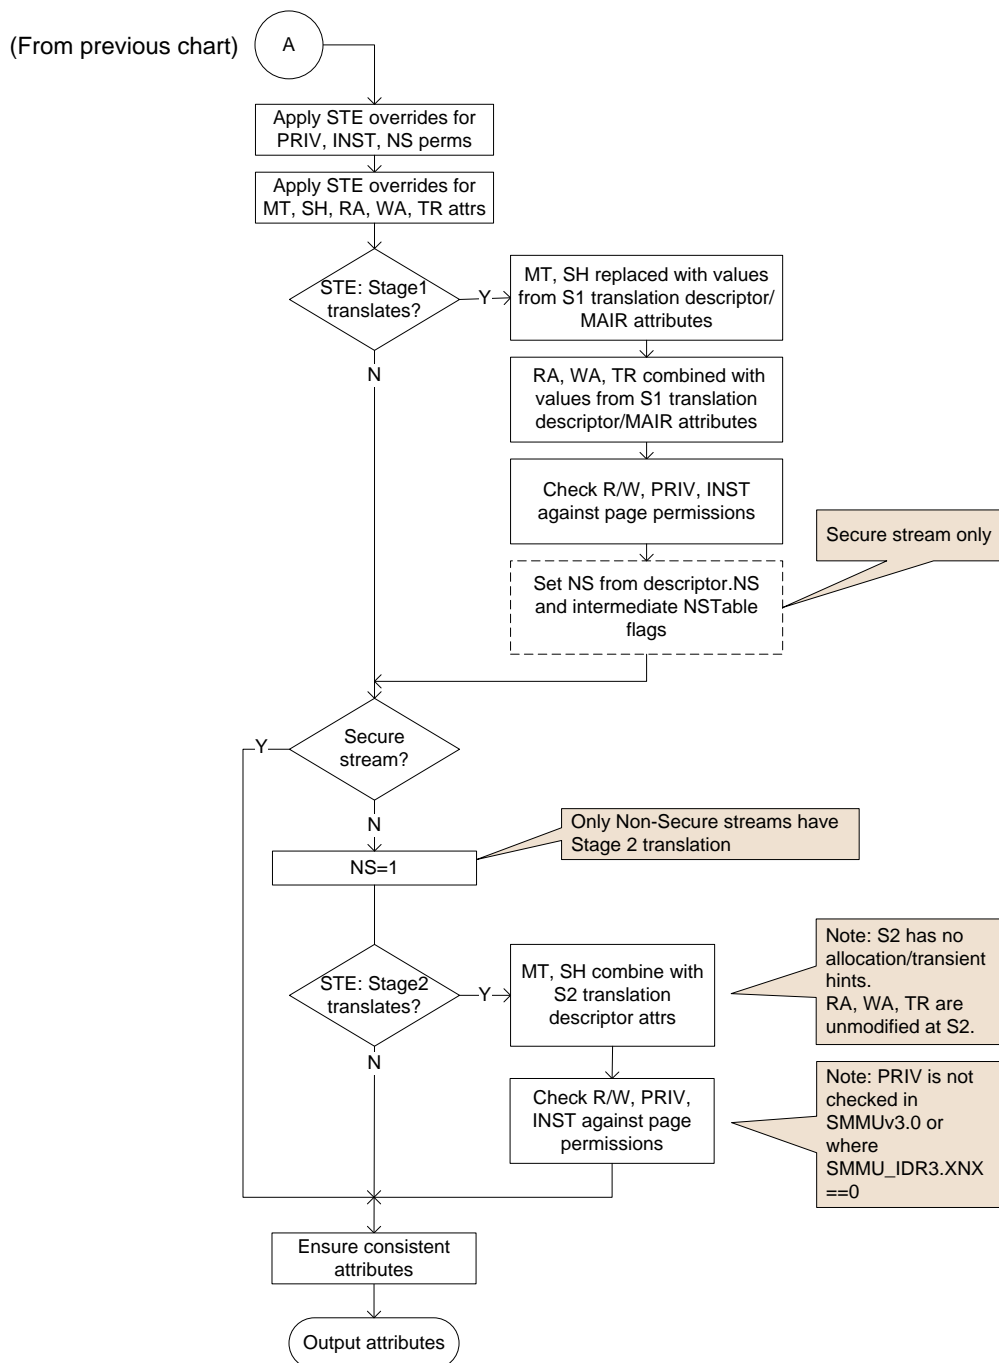 (From previous chart)
A
Apply STE overrides for
PRIV, INST, NS perms
Apply STE overrides for
MT, SH, RA, WA, TR attrs
STE: Stage1
translates?
Y
N
MT, SH replaced with values
from S1 translation descriptor/
MAIR attributes
RA, WA, TR combined with
values from S1 translation
descriptor/MAIR attributes
Check R/W, PRIV, INST
against page permissions
Secure stream only
Set NS from descriptor.NS
and intermediate NSTable
flags
Secure
stream?
Y
N
Only Non-Secure streams have
Stage 2 translation
NS=1
STE: Stage2
translates?
Y
N
MT, SH combine with
S2 translation
descriptor attrs
Note: S2 has no
allocation/transient
hints.
RA, WA, TR are
unmodified at S2.
Check R/W, PRIV,
INST against page
permissions
Note: PRIV is not
checked in
SMMUv3.0 or
where
SMMU_IDR3.XNX
==0
Ensure consistent
attributes
Output attributes